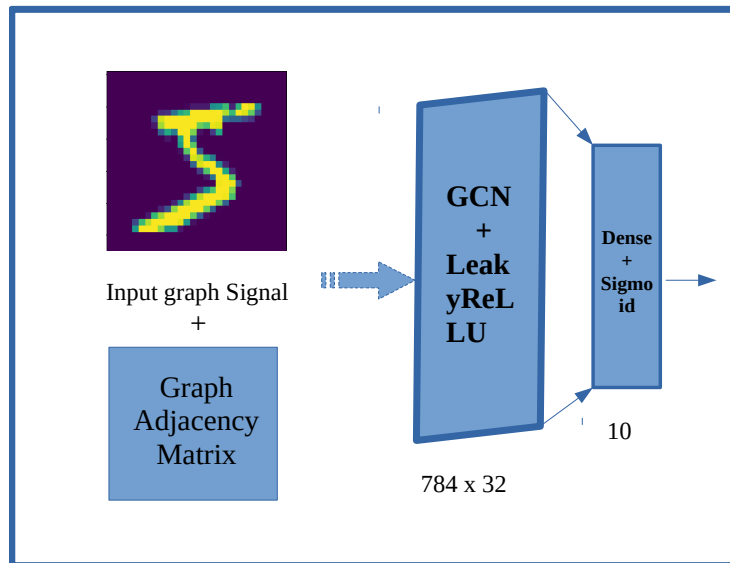 Input graph Signal
+
Graph
Adjacency
Matrix
GCN
+
Leak
yReL
LU
784 x 32
Dense
+
Sigmo
id
10